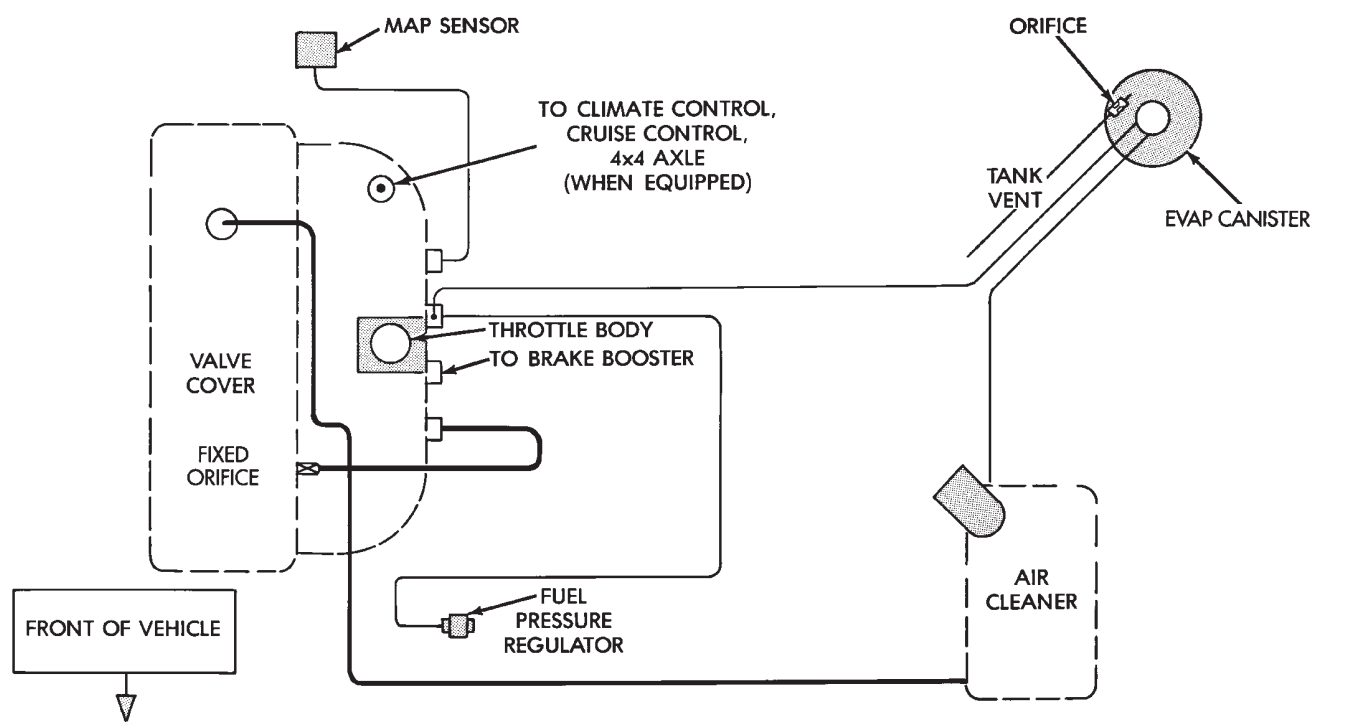 MAP SENSOR
ORIFICE
TO CLIMATE CONTROL,
CRUISE CONTROL,
4x4 AXLE
(WHEN EQUIPPED)
TANK
VENT
EVAP CANISTER
THROTTLE BODY
TO BRAKE BOOSTER
VALVE
COVER
FIXED
ORIFICE
AIR
CLEANER
FUEL
PRESSURE
REGULATOR
FRONT OF VEHICLE